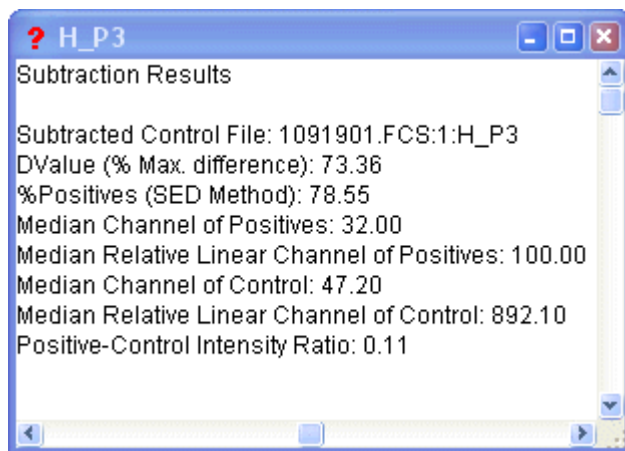 ? H_P3
Subtraction Results
Subtracted Control File: 1091901.FCS:1:H_P3
DValue (% Max. difference): 73.36
%Positives (SED Method): 78.55
Median Channel of Positives: 32.00
Median Relative Linear Channel of Positives: 100.00
Median Channel of Control: 47.20
Median Relative Linear Channel of Control: 892.10
Positive-Control Intensity Ratio: 0.11